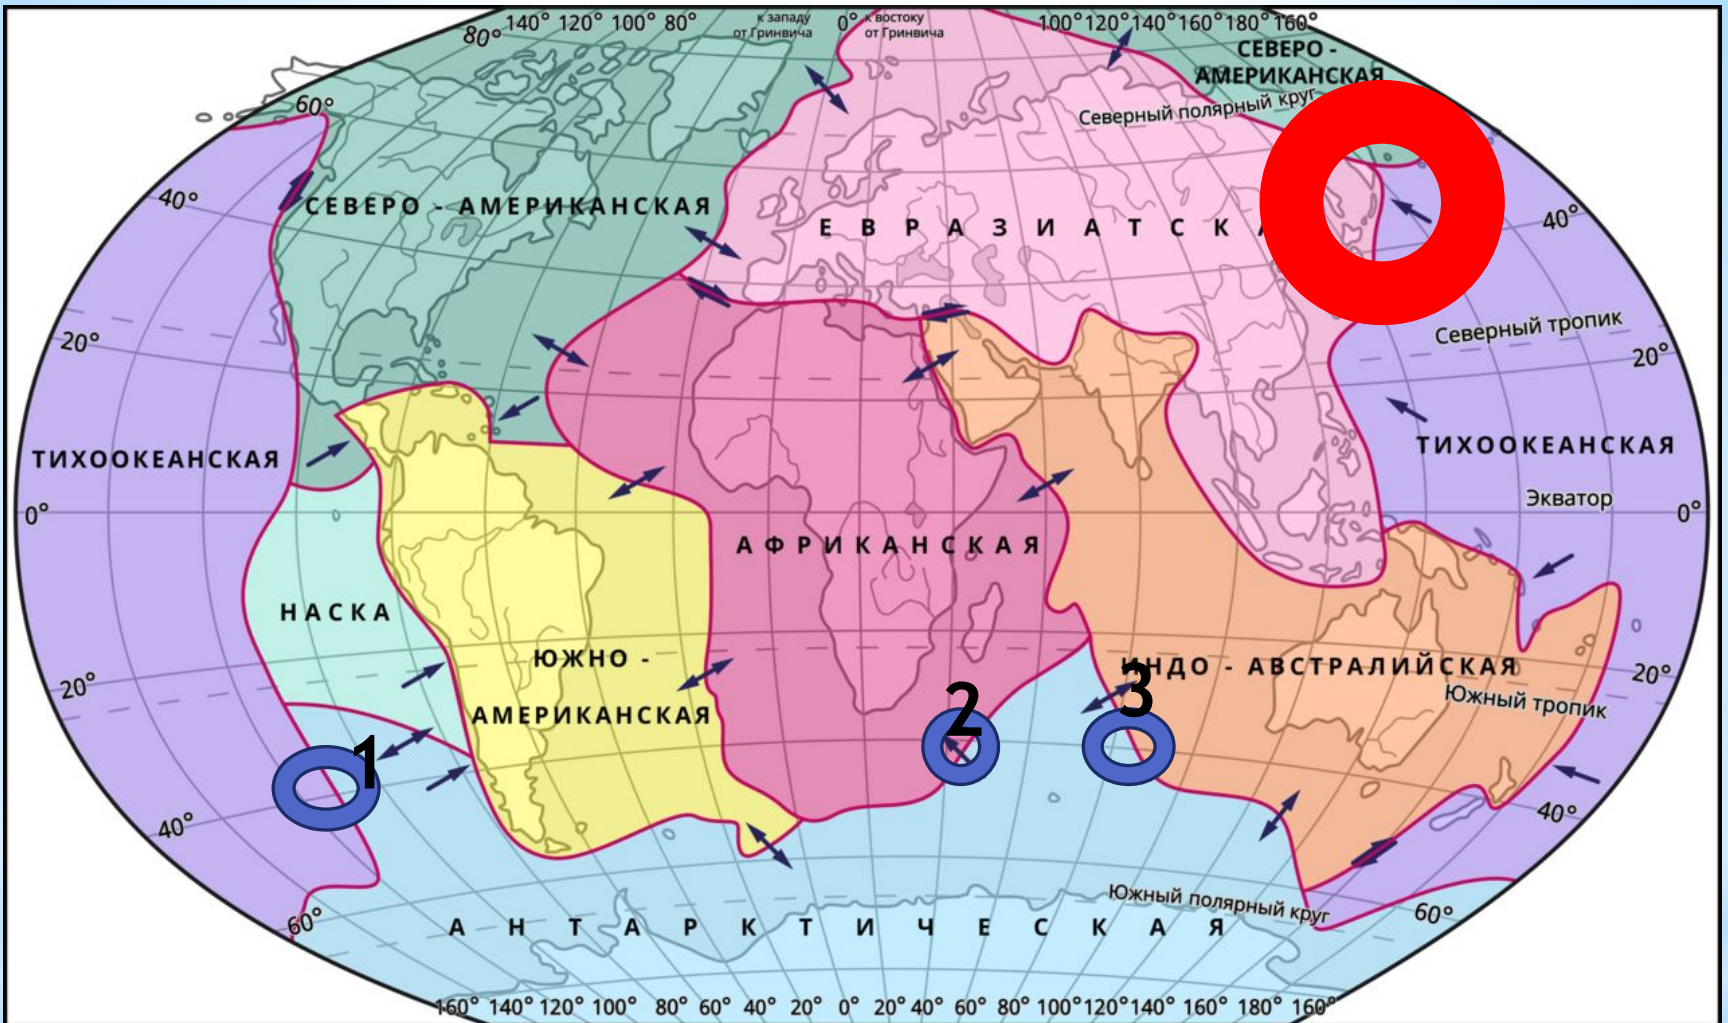 140° 120° 100° 80° к западу 0° к востоку 100° 120° 140° 160° 180° 160°
от Гринвича от Гринвича
80°
СЕВЕРО -
АМЕРИКАНСКАЯ
60°
Северный полярный круг
40°
СЕВЕРО - АМЕРИКАНСКАЯ
ЕВРАЗИАТСК
40°
20°
Северный тропик
20°
ТИХООКЕАНСКАЯ
ТИХООКЕАНСКАЯ
0°
Экватор
0°
АФРИКАНСКАЯ
НАСКА
ЮЖНО -
АМЕРИКАНСКАЯ
ИНДО - АВСТРАЛИЙСКАЯ
20°
20°
Южный тропик
1
2
3
40°
40°
60°
Южный полярный круг
60°
АНТАРКТИЧЕСКАЯ
160° 140° 120° 100° 80° 60° 40° 20° 0° 20° 40° 60° 80° 100° 120° 140° 160° 180° 160°